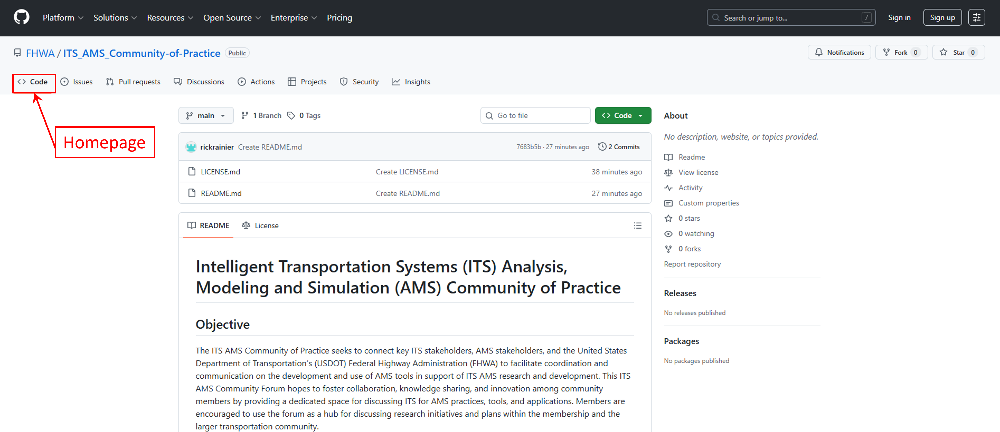 Platform Solutions Resources Open Source Enterprise Pricing Search or jump to... / Sign in Sign up
FHWA / ITS_AMS_Community-of-Practice Public Notifications Fork 0 Star 0
Code Issues Pull requests Discussions Actions Projects Security Insights
Homepage
main 1 Branch 0 Tags Go to file Code
rickrainier Create README.md 7683b5b · 27 minutes ago 2 Commits
LICENSE.md Create LICENSE.md 38 minutes ago
README.md Create README.md 27 minutes ago
README License
Intelligent Transportation Systems (ITS) Analysis,
Modeling and Simulation (AMS) Community of Practice
Objective
The ITS AMS Community of Practice seeks to connect key ITS stakeholders, AMS stakeholders, and the United States
Department of Transportation's (USDOT) Federal Highway Administration (FHWA) to facilitate coordination and
communication on the development and use of AMS tools in support of ITS AMS research and development. This ITS
AMS Community Forum hopes to foster collaboration, knowledge sharing, and innovation among community
members by providing a dedicated space for discussing ITS for AMS practices, tools, and applications. Members are
encouraged to use the forum as a hub for discussing research initiatives and plans within the membership and the
larger transportation community.
About
No description, website, or topics provided.
Readme
View license
Activity
Custom properties
0 stars
0 watching
0 forks
Report repository
Releases
No releases published
Packages
No packages published